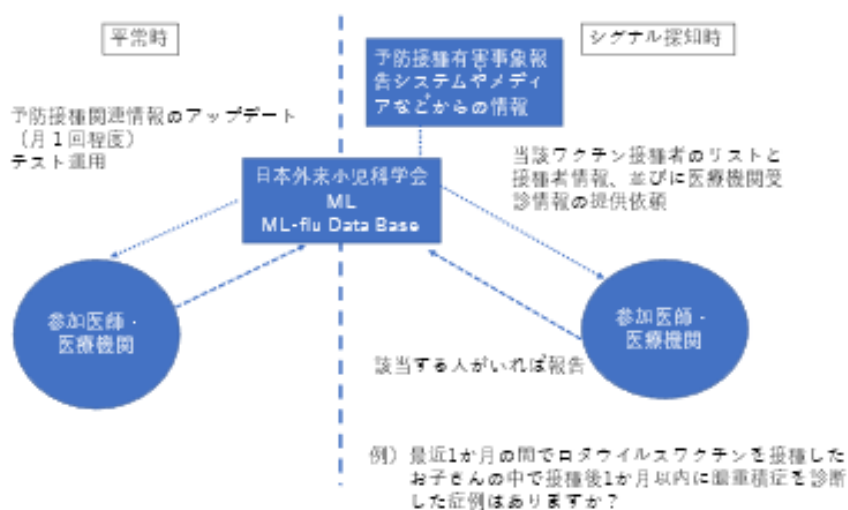 平常時
予防接種関連情報のアップデート
（月１回程度）
テスト運用
シグナル探知時
予防接種有害事象報
告システムやメディ
アなどからの情報
当該ワクチン接種者のリストと
接種者情報、並びに医療機関受
診情報の提供依頼
日本外来小児科学会
ML
ML-flu Data Base
参加医師・
医療機関
参加医師・
医療機関
該当する人がいれば報告
例）最近1か月の間でロタウイルスワクチンを接種した
お子さんの中で接種後1か月以内に腸重積症を診断
した症例はありますか？